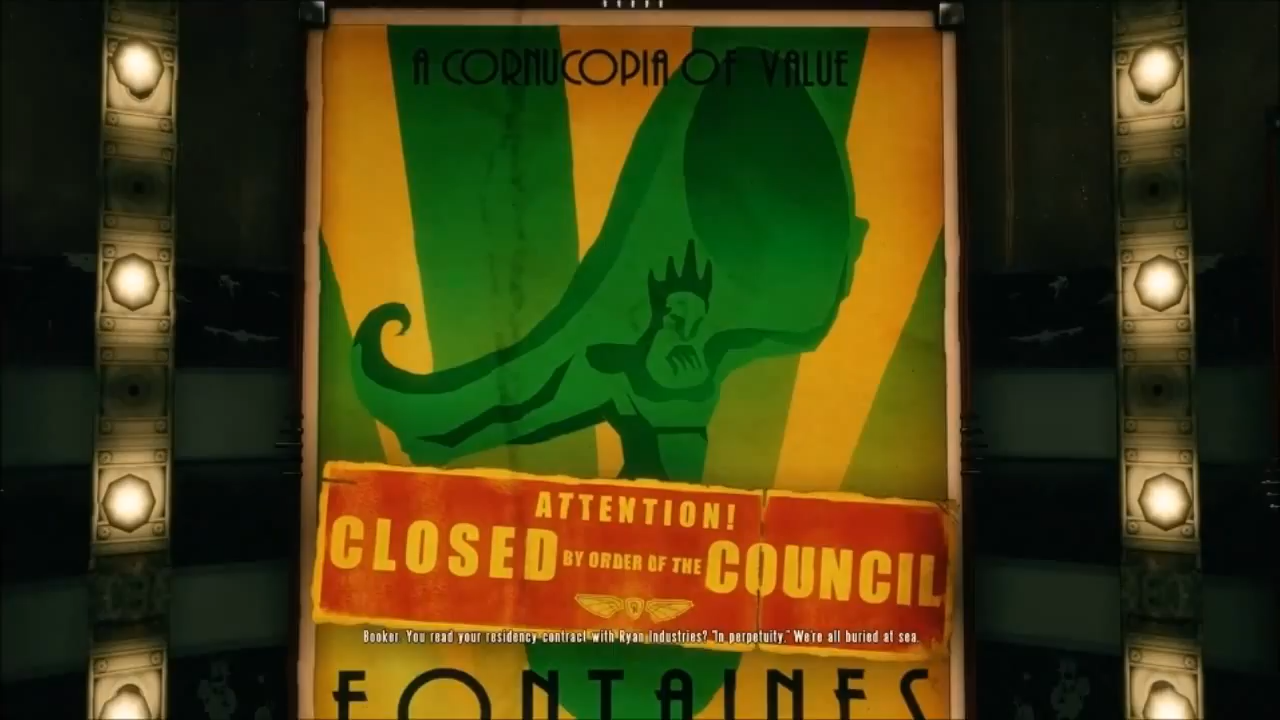 A CORNUCOPIA OF VALUE
ATTENTION!
CLOSED BY ORDER OF THE COUNCIL
Booker. You read your residency contract with Ryan Industries? "In perpetuity." We're all buried at sea.
FONTAINES